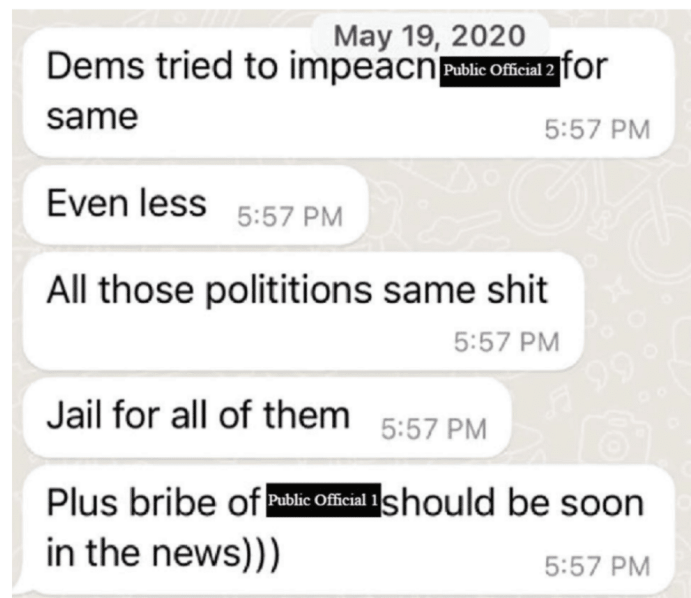 May 19, 2020
Dems tried to impeach Public Official 2 for
same
5:57 PM
Even less 5:57 PM
All those polititions same shit
5:57 PM
Jail for all of them 5:57 PM
Plus bribe of Public Official 1 should be soon
in the news)))
5:57 PM